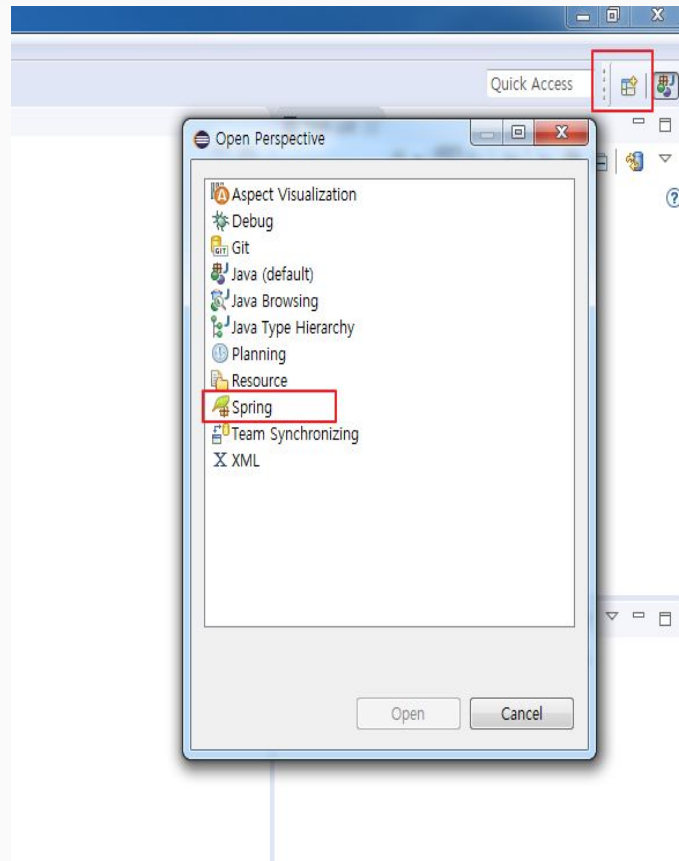 Quick Access
Open Perspective
Aspect Visualization
Debug
Git
Java (default)
Java Browsing
Java Type Hierarchy
Planning
Resource
Spring
Team Synchronizing
XML
Open
Cancel